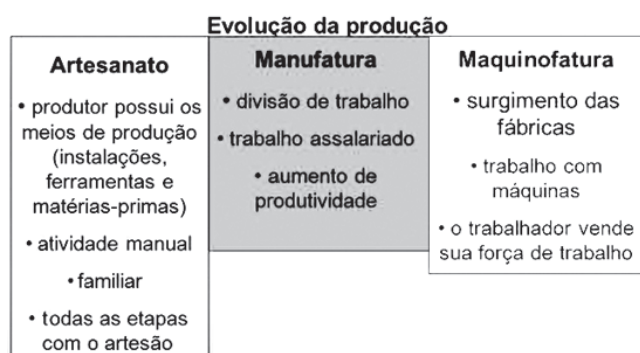 Evolução da produção
Artesanato
• produtor possui os
meios de produção
(instalações,
ferramentas e
matérias-primas)
• atividade manual
• familiar
• todas as etapas
com o artesão
Manufatura
• divisão de trabalho
• trabalho assalariado
• aumento de
produtividade
Maquinofatura
• surgimento das
fábricas
• trabalho com
máquinas
• o trabalhador vende
sua força de trabalho